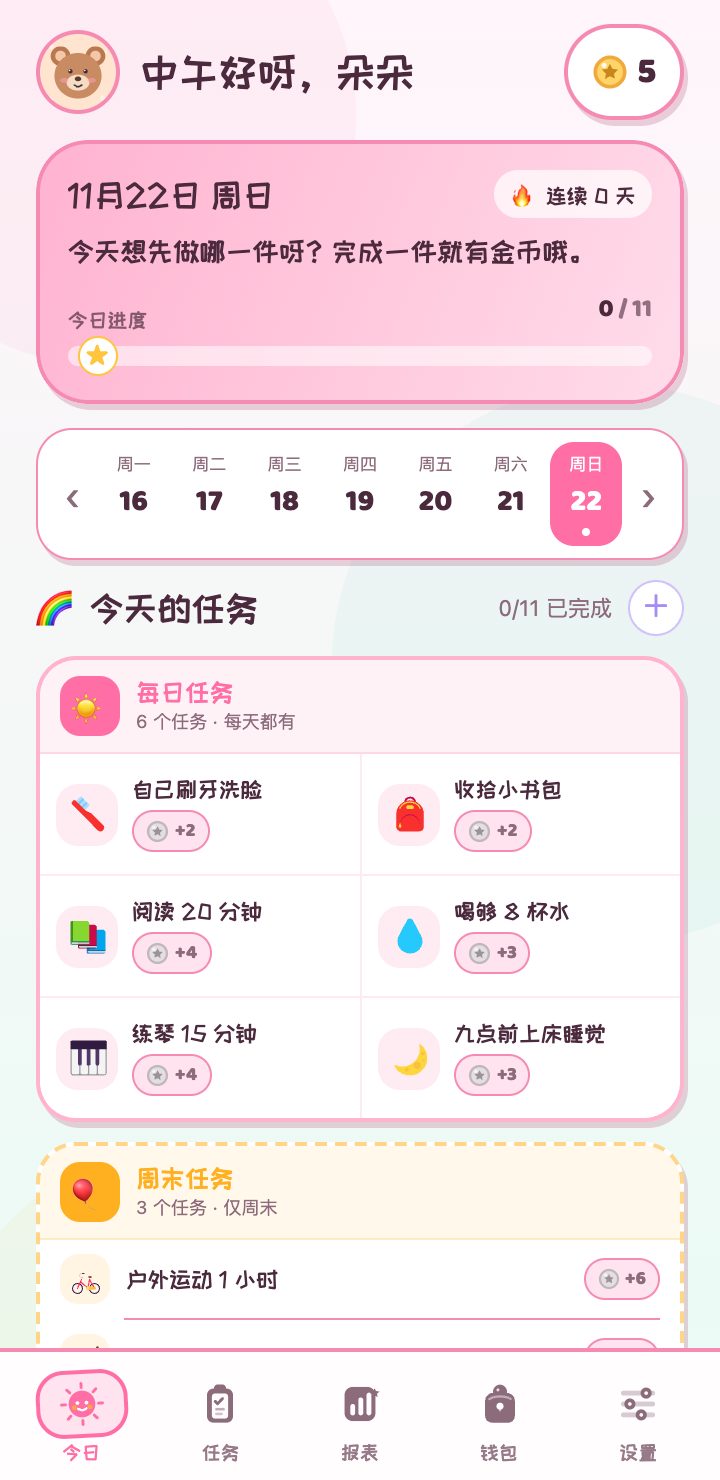 中午好呀，朵朵
5
11月22日 周日
连续 0 天
今天想先做哪一件呀？完成一件就有金币哦。
今日进度
0 / 11
周一 周二 周三 周四 周五 周六 周日
‹ 16 17 18 19 20 21 22 ›
今天的任务
0/11 已完成
+
每日任务
6 个任务 · 每天都有
自己刷牙洗脸
+2
收拾小书包
+2
阅读 20 分钟
+4
喝够 8 杯水
+3
练琴 15 分钟
+4
九点前上床睡觉
+3
周末任务
3 个任务 · 仅周末
户外运动 1 小时
+6
今日 任务 报表 钱包 设置